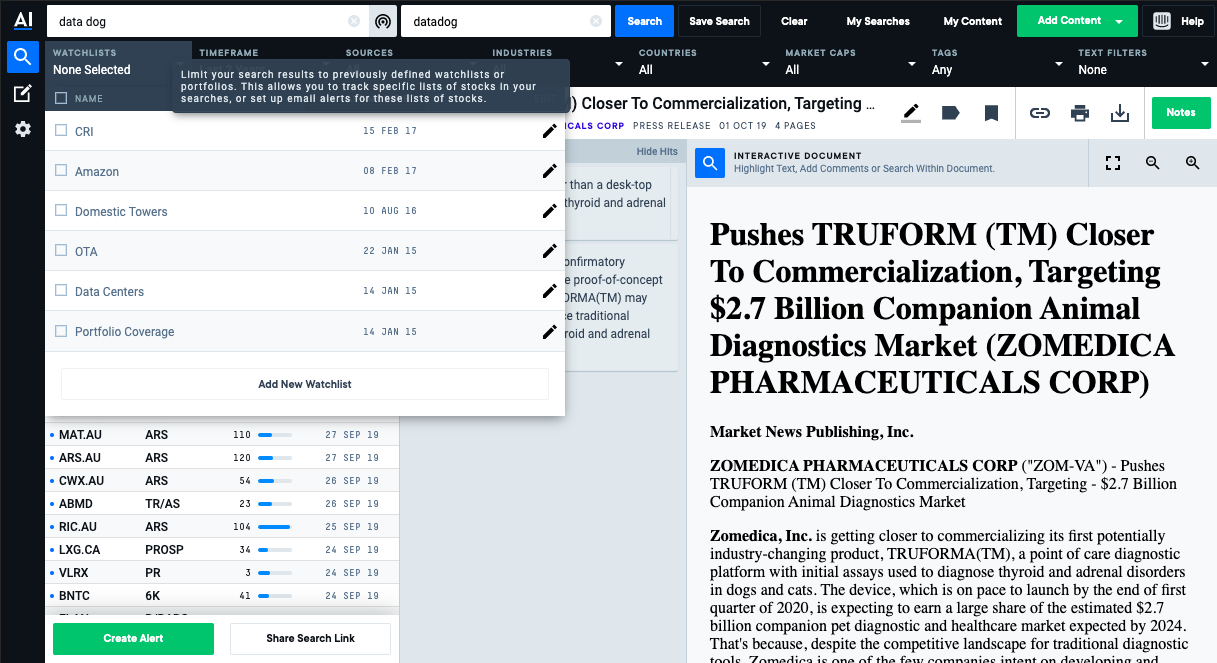 AI
data dog
datadog
Search
Save Search
Clear
My Searches
My Content
Add Content
Help
WATCHLISTS
None Selected
TIMEFRAME
SOURCES
INDUSTRIES
COUNTRIES
All
MARKET CAPS
All
TAGS
Any
TEXT FILTERS
None
Limit your search results to previously defined watchlists or
portfolios. This allows you to track specific lists of stocks in your
searches, or set up email alerts for these lists of stocks.
NAME
CRI 15 FEB 17
Amazon 08 FEB 17
Domestic Towers 10 AUG 16
OTA 22 JAN 15
Data Centers 14 JAN 15
Portfolio Coverage 14 JAN 15
Add New Watchlist
MAT.AU ARS 110 27 SEP 19
ARS.AU ARS 120 27 SEP 19
CWX.AU ARS 54 26 SEP 19
ABMD TR/AS 23 26 SEP 19
RIC.AU ARS 104 25 SEP 19
LXG.CA PROSP 34 24 SEP 19
VLRX PR 3 24 SEP 19
BNTC 6K 41 24 SEP 19
Create Alert
Share Search Link
) Closer To Commercialization, Targeting ...
ICALS CORP PRESS RELEASE 01 OCT 19 4 PAGES
Notes
Hide Hits
r than a desk-top
thyroid and adrenal
onfirmatory
e proof-of-concept
ORMA(TM) may
ce traditional
roid and adrenal
INTERACTIVE DOCUMENT
Highlight Text, Add Comments or Search Within Document.
Pushes TRUFORM (TM) Closer
To Commercialization, Targeting
$2.7 Billion Companion Animal
Diagnostics Market (ZOMEDICA
PHARMACEUTICALS CORP)
Market News Publishing, Inc.
ZOMEDICA PHARMACEUTICALS CORP ("ZOM-VA") - Pushes
TRUFORM (TM) Closer To Commercialization, Targeting - $2.7 Billion
Companion Animal Diagnostics Market
Zomedica, Inc. is getting closer to commercializing its first potentially
industry-changing product, TRUFORMA(TM), a point of care diagnostic
platform with initial assays used to diagnose thyroid and adrenal disorders
in dogs and cats. The device, which is on pace to launch by the end of first
quarter of 2020, is expecting to earn a large share of the estimated $2.7
billion companion pet diagnostic and healthcare market expected by 2024.
That's because, despite the competitive landscape for traditional diagnostic
tools, Zomedica is one of the few companies intent on developing and